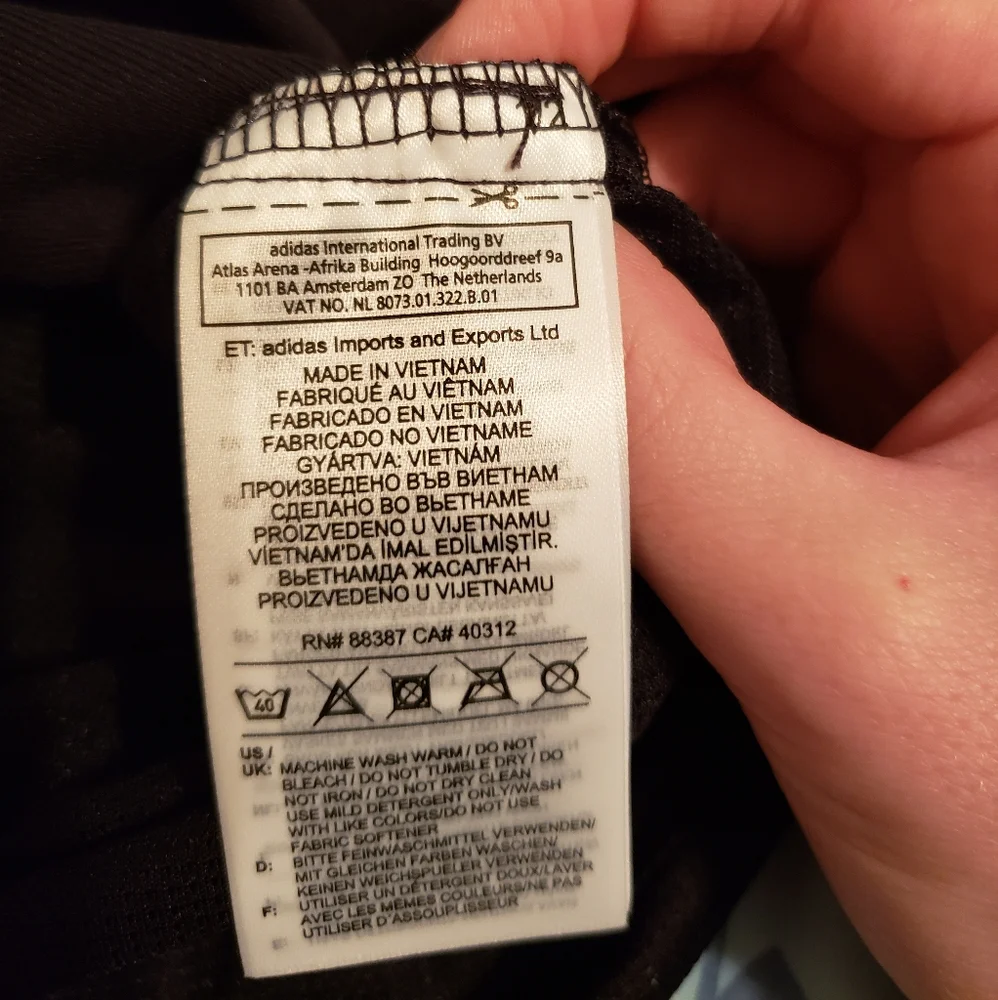 adidas International Trading BV
Atlas Arena -Afrika Building Hoogoorddreef 9a
1101 BA Amsterdam ZO The Netherlands
VAT NO. NL 8073.01.322.B.01
ET: adidas Imports and Exports Ltd
MADE IN VIETNAM
FABRIQUÉ AU VIÊTNAM
FABRICADO EN VIETNAM
FABRICADO NO VIETNAME
GYÁRTVA: VIETNÁM
ПРОИЗВЕДЕНО ВЪВ ВИЕТНАМ
СДЕЛАНО ВО ВЬЕТНАМЕ
PROIZVEDENO U VIJETNAMU
VİETNAM'DA İMAL EDİLMİŞTİR.
ВЬЕТНАМДА ЖАСАЛҒАН
PROIZVEDENO U VIJETNAMU
RN# 88387 CA# 40312
40
US /
UK: MACHINE WASH WARM / DO NOT
BLEACH / DO NOT TUMBLE DRY / DO
NOT IRON / DO NOT DRY CLEAN
USE MILD DETERGENT ONLY/WASH
WITH LIKE COLORS/DO NOT USE
FABRIC SOFTENER
D: BITTE FEINWASCHMITTEL VERWENDEN/
MIT GLEICHEN FARBEN WASCHEN/
KEINEN WEICHSPUELER VERWENDEN
F: UTILISER UN DÉTERGENT DOUX/LAVER
AVEC LES MÊMES COULEURS/NE PAS
UTILISER D'ASSOUPLISSEUR